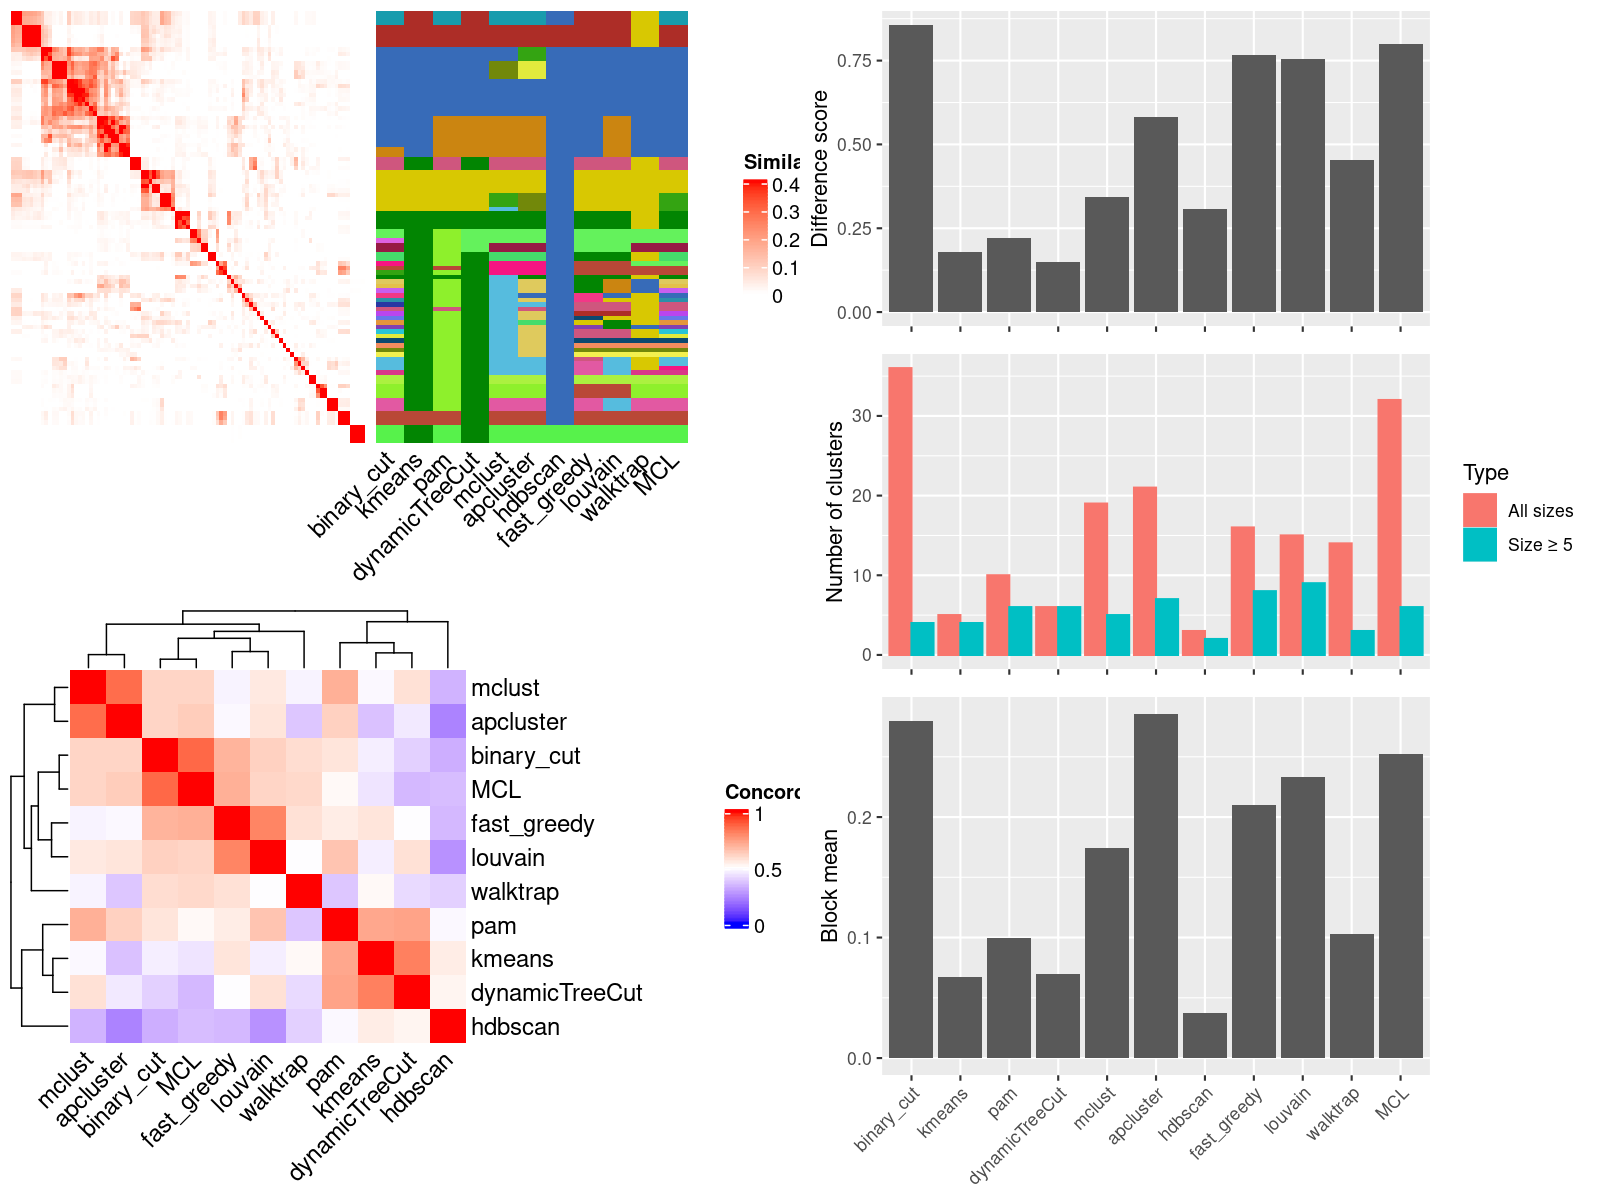 Simila
0.4
0.3
0.2
0.1
0
binary_cut
kmeans
pam
dynamicTreeCut
mclust
apcluster
hdbscan
fast_greedy
louvain
walktrap
MCL
Difference score
0.75
0.50
0.25
0.00
Number of clusters
30
20
10
0
Type
All sizes
Size ≥ 5
mclust
apcluster
binary_cut
MCL
fast_greedy
louvain
walktrap
pam
kmeans
dynamicTreeCut
hdbscan
mclust
apcluster
binary_cut
MCL
fast_greedy
louvain
walktrap
pam
kmeans
dynamicTreeCut
hdbscan
Concord
1
0.5
0
Block mean
0.2
0.1
0.0
binary_cut
kmeans
pam
dynamicTreeCut
mclust
apcluster
hdbscan
fast_greedy
louvain
walktrap
MCL